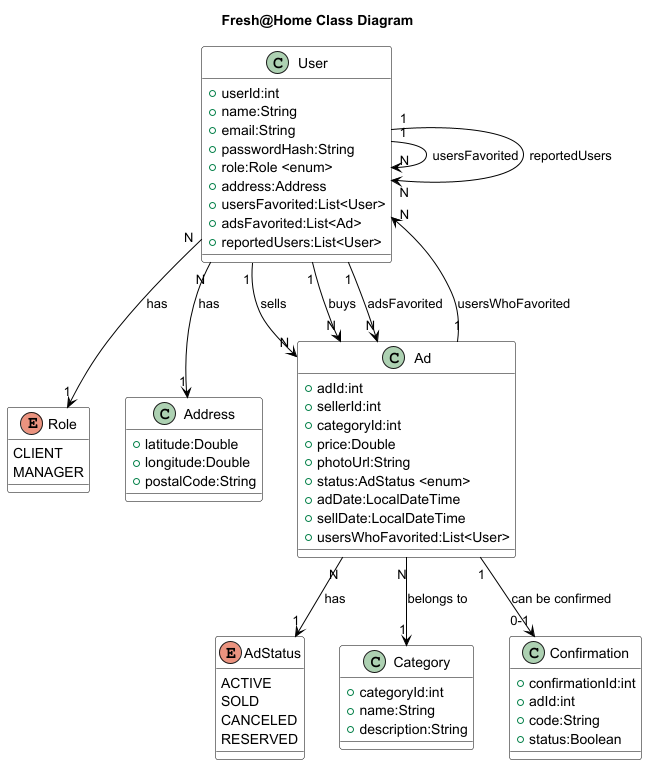 Fresh@Home Class Diagram
C User
userId:int
name:String
email:String
passwordHash:String
role:Role <enum>
address:Address
usersFavorited:List<User>
adsFavorited:List<Ad>
reportedUsers:List<User>
1
1
N
usersFavorited
reportedUsers
N
N
N
N
1
1
1
has
has
sells
buys
adsFavorited
usersWhoFavorited
N
N
N
1
1
1
E Role
CLIENT
MANAGER
C Address
latitude:Double
longitude:Double
postalCode:String
C Ad
adId:int
sellerId:int
categoryId:int
price:Double
photoUrl:String
status:AdStatus <enum>
adDate:LocalDateTime
sellDate:LocalDateTime
usersWhoFavorited:List<User>
N
N
1
has
belongs to
can be confirmed
1
1
0-1
E AdStatus
ACTIVE
SOLD
CANCELED
RESERVED
C Category
categoryId:int
name:String
description:String
C Confirmation
confirmationId:int
adId:int
code:String
status:Boolean